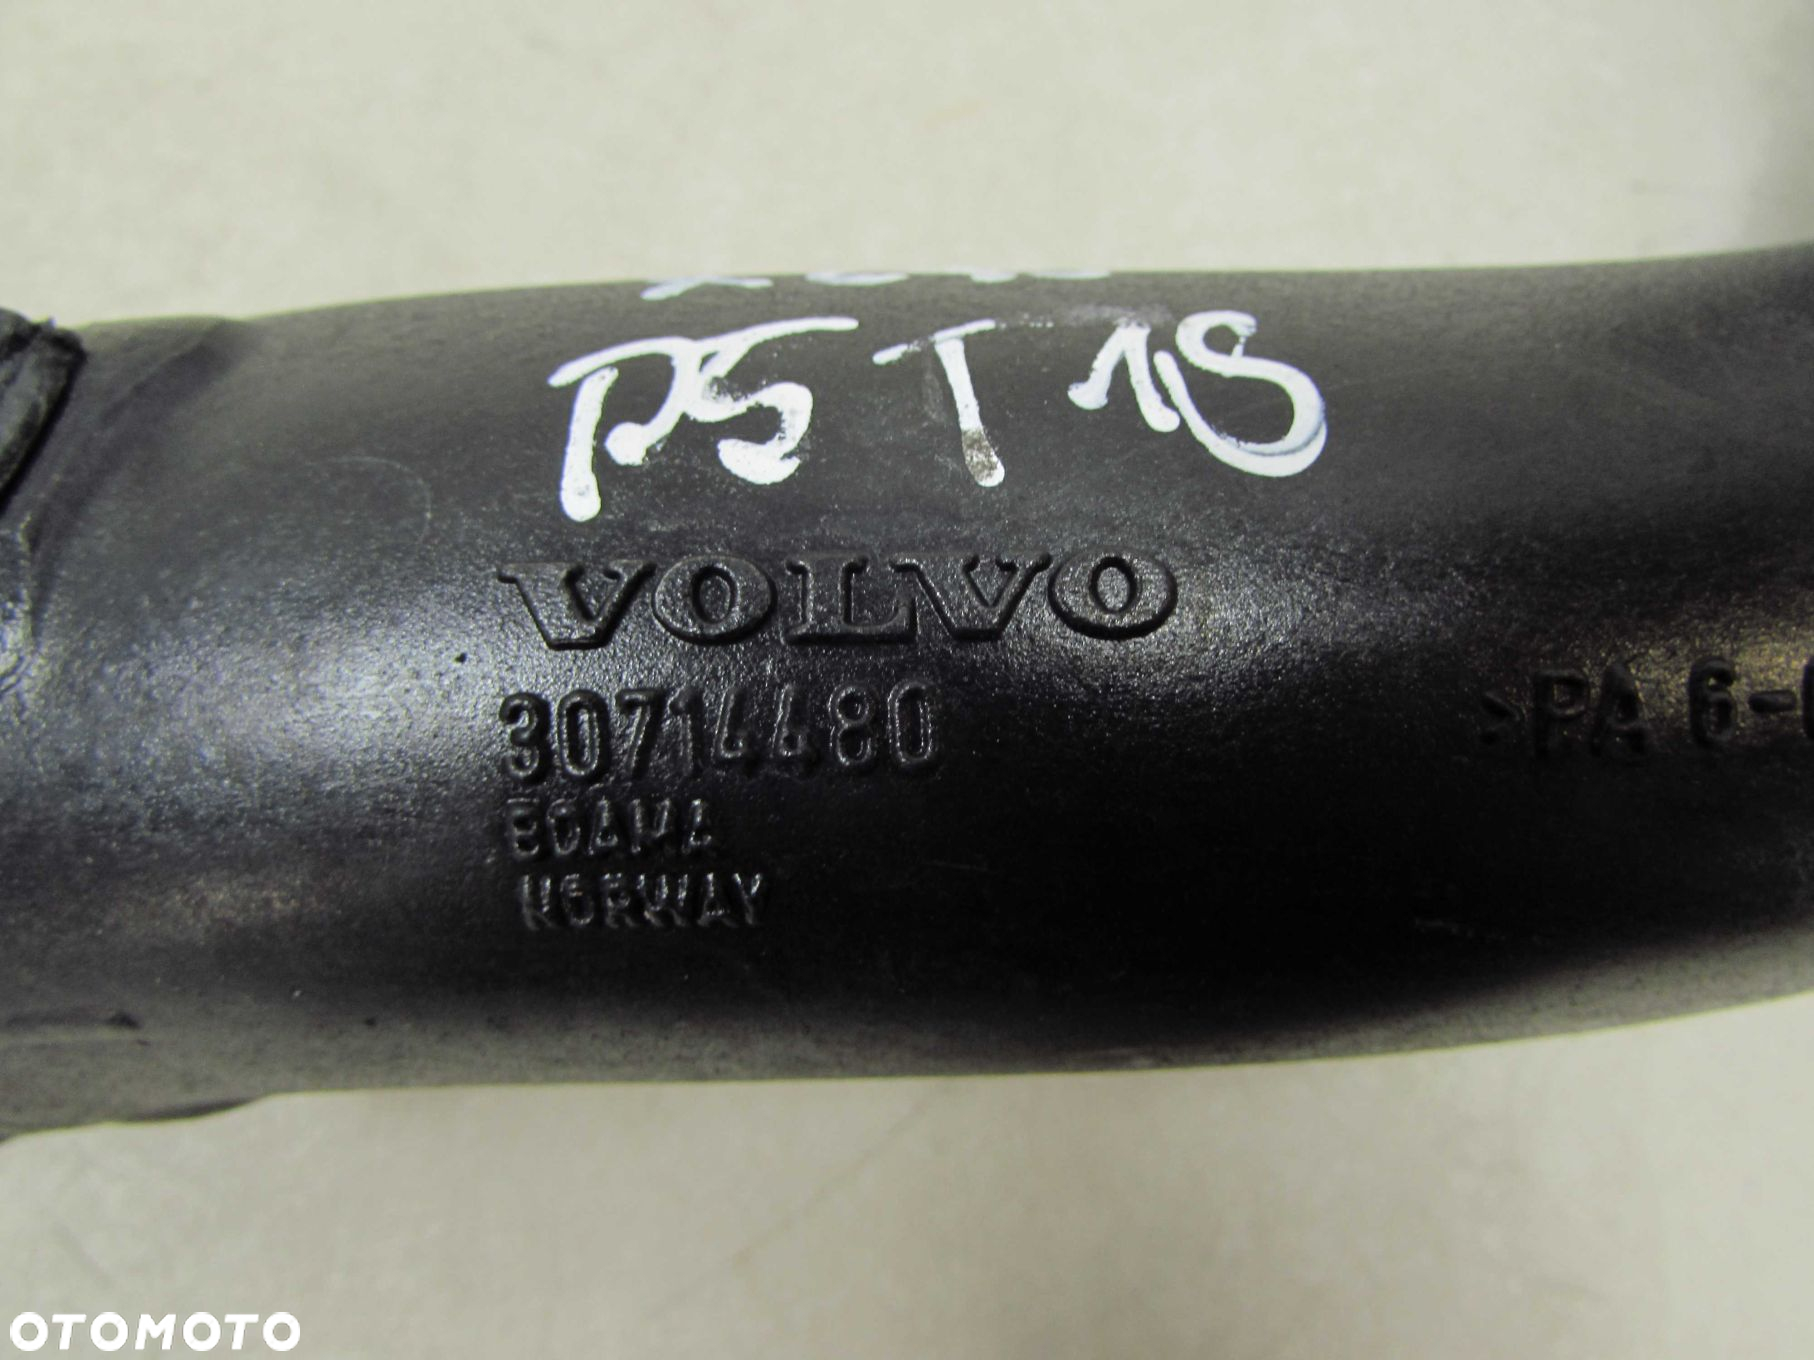 P5 T18
VOLVO
30714480
NORWAY
>PA 6-
OTOMOTO